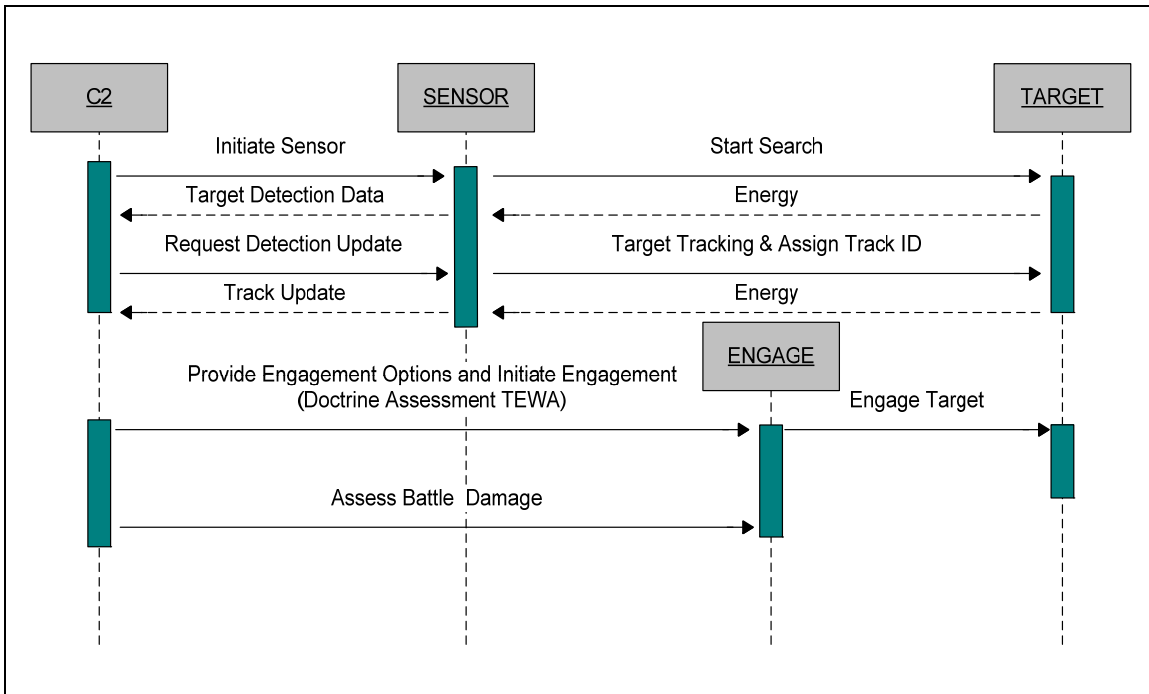 C2
SENSOR
TARGET
Initiate Sensor
Start Search
Target Detection Data
Energy
Request Detection Update
Target Tracking & Assign Track ID
Track Update
Energy
ENGAGE
Provide Engagement Options and Initiate Engagement
(Doctrine Assessment TEWA)
Engage Target
Assess Battle Damage